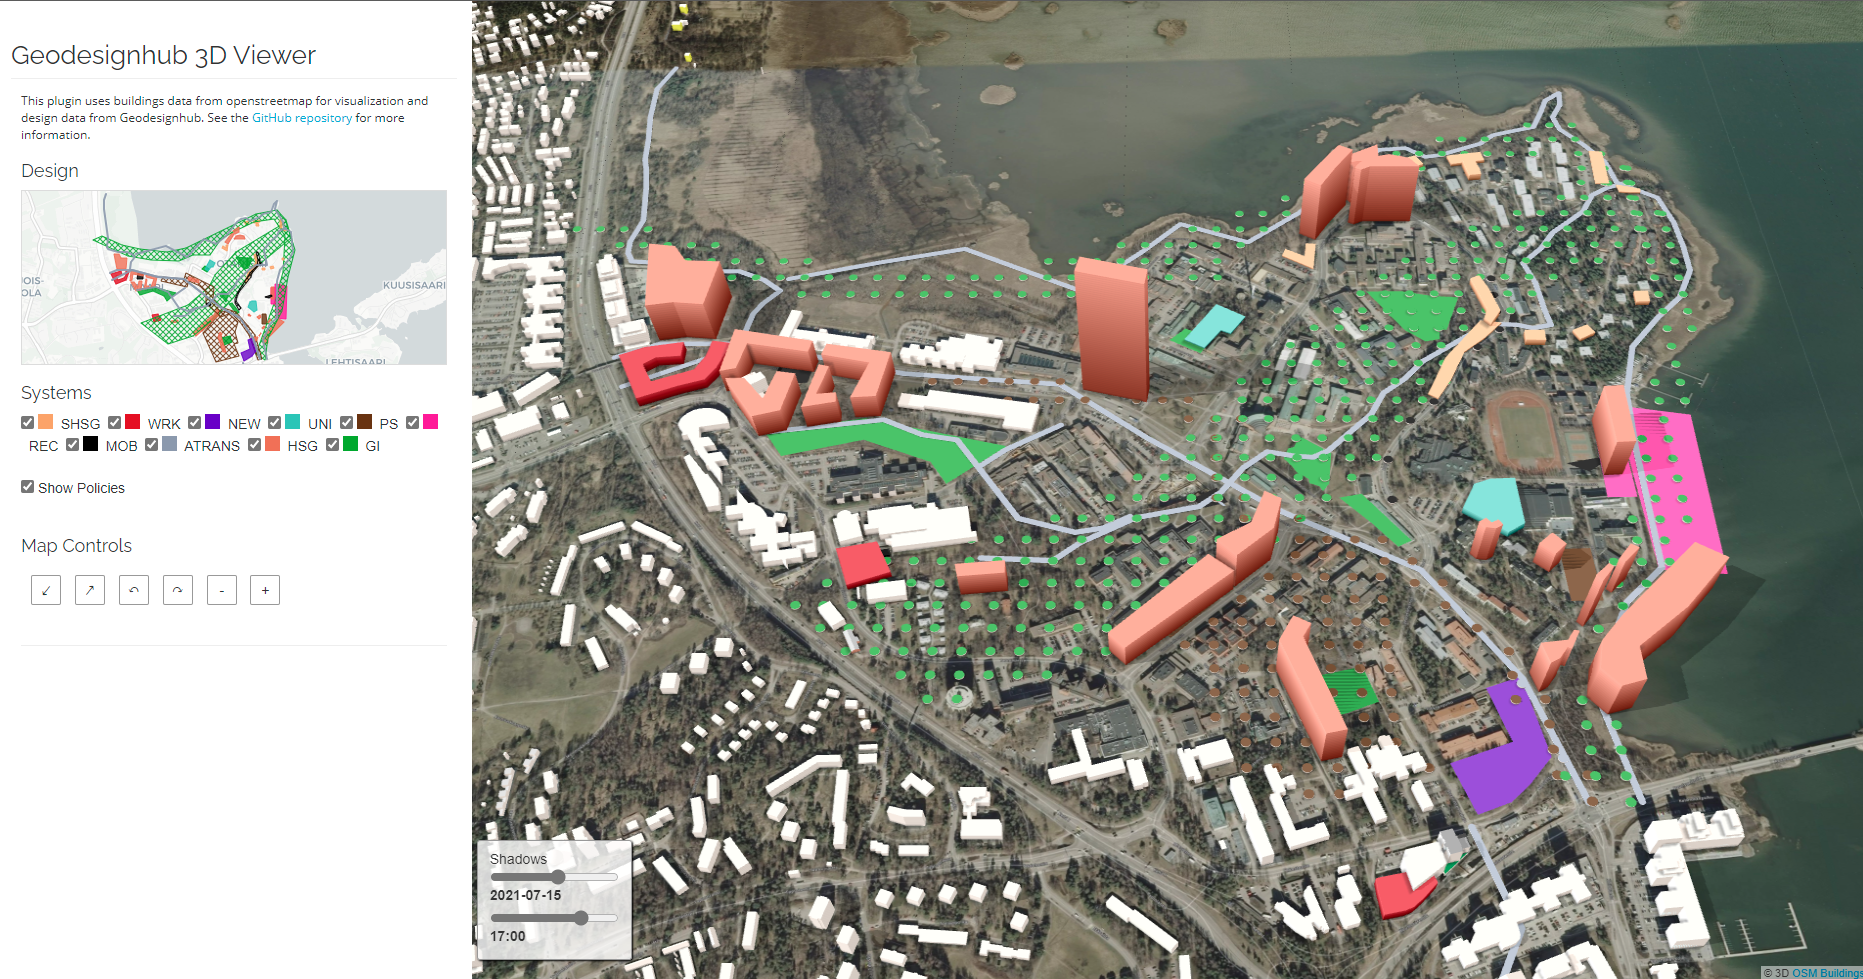 Geodesignhub 3D Viewer
This plugin uses buildings data from openstreetmap for visualization and
design data from Geodesignhub. See the GitHub repository for more
information.
Design
OIS-
OLA
KUUSISAARI
LEHTISAARI
Systems
SHSG WRK NEW UNI PS
REC MOB ATRANS HSG GI
Show Policies
Map Controls
- +
Shadows
2021-07-15
17:00
© 3D OSM Buildings